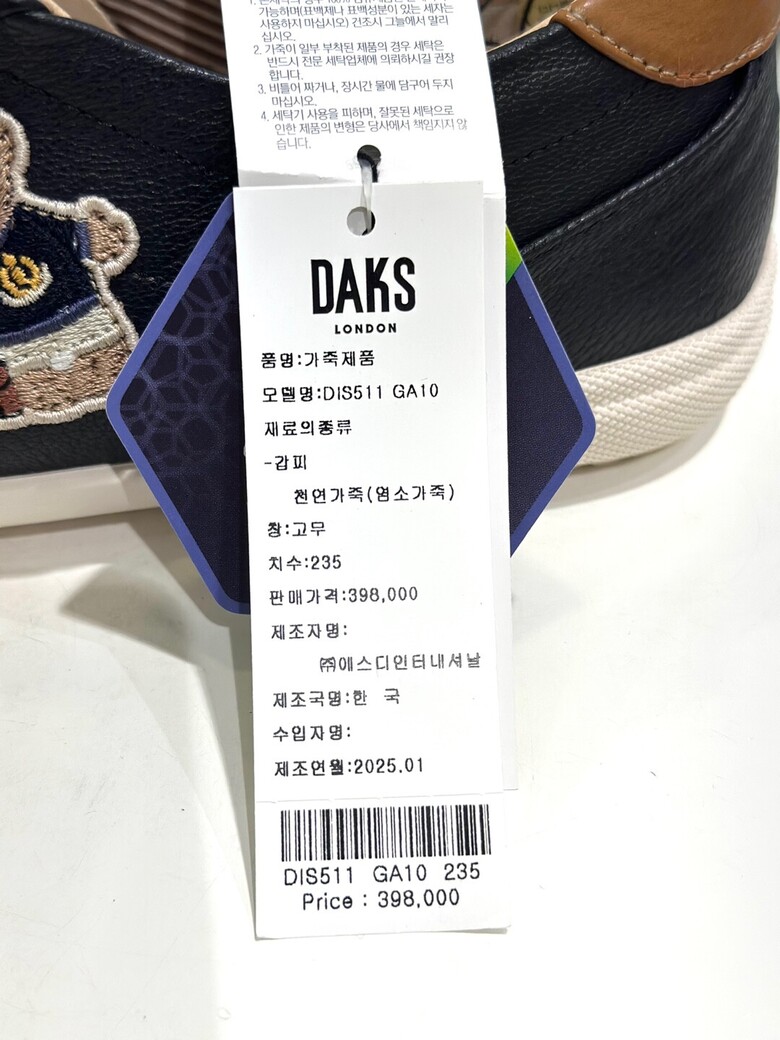 가능하며(표백제나 표백성분이 있는 세제는
사용하지 마십시오) 건조시 그늘에서 말리
십시오.
2. 가죽이 일부 부착된 제품의 경우 세탁은
반드시 전문 세탁업체에 의뢰하시길 권장
합니다.
3. 비틀어 짜거나, 장시간 물에 담구어 두지
마십시오.
4. 세탁기 사용을 피하며, 잘못된 세탁으로
인한 제품의 변형은 당사에서 책임지지 않
습니다.
DAKS
LONDON
품명:가죽제품
모델명:DIS511 GA10
재료의종류
-갑피
천연가죽(염소가죽)
창:고무
치수:235
판매가격:398,000
제조자명:
㈜에스디인터내셔날
제조국명:한 국
수입자명:
제조연월:2025.01
DIS511 GA10 235
Price : 398,000